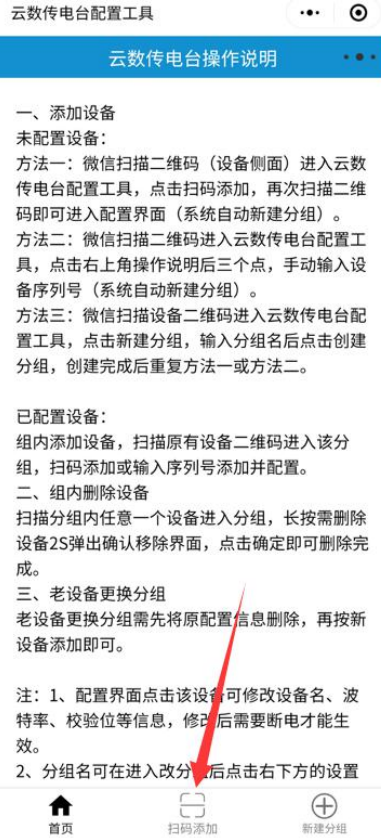 云数传电台配置工具
云数传电台操作说明
一、添加设备
未配置设备：
方法一：微信扫描二维码（设备侧面）进入云数
传电台配置工具，点击扫码添加，再次扫描二维
码即可进入配置界面（系统自动新建分组）。
方法二：微信扫描二维码进入云数传电台配置工
具，点击右上角操作说明后三个点，手动输入设
备序列号（系统自动新建分组）。
方法三：微信扫描设备二维码进入云数传电台配
置工具，点击新建分组，输入分组名后点击创建
分组，创建完成后重复方法一或方法二。
已配置设备：
组内添加设备，扫描原有设备二维码进入该分
组，扫码添加或输入序列号添加并配置。
二、组内删除设备
扫描分组内任意一个设备进入分组，长按需删除
设备2S弹出确认移除界面，点击确定即可删除完
成。
三、老设备更换分组
老设备更换分组需先将原配置信息删除，再按新
设备添加即可。
注：1、配置界面点击该设备可修改设备名、波
特率、校验位等信息，修改后需要断电才能生
效。
2、分组名可在进入改分组后点击右下方的设置
首页
扫码添加
新建分组